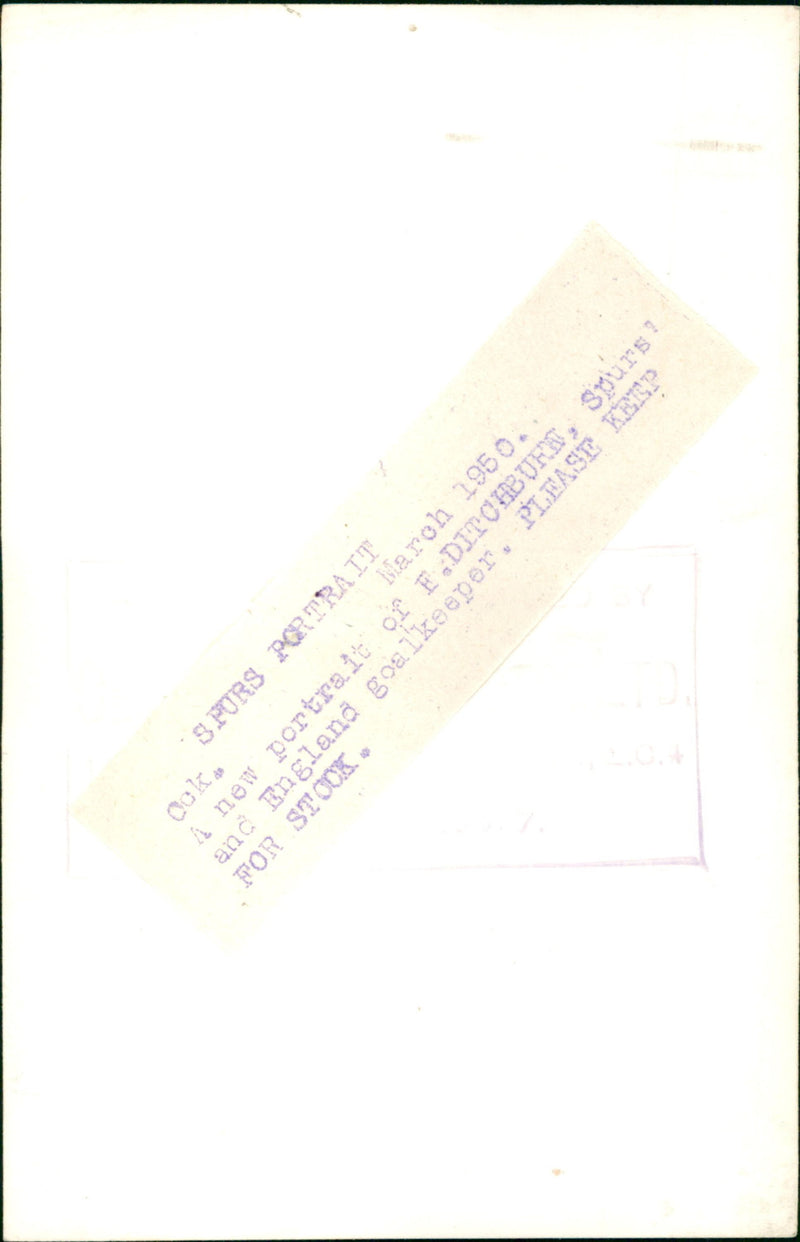 SPURS PORTRAIT
Cck. March 1950.
A new portrait of E.DITCHBURN, Spurs'
and England goalkeeper. PLEASE KEEP
FOR STOCK.